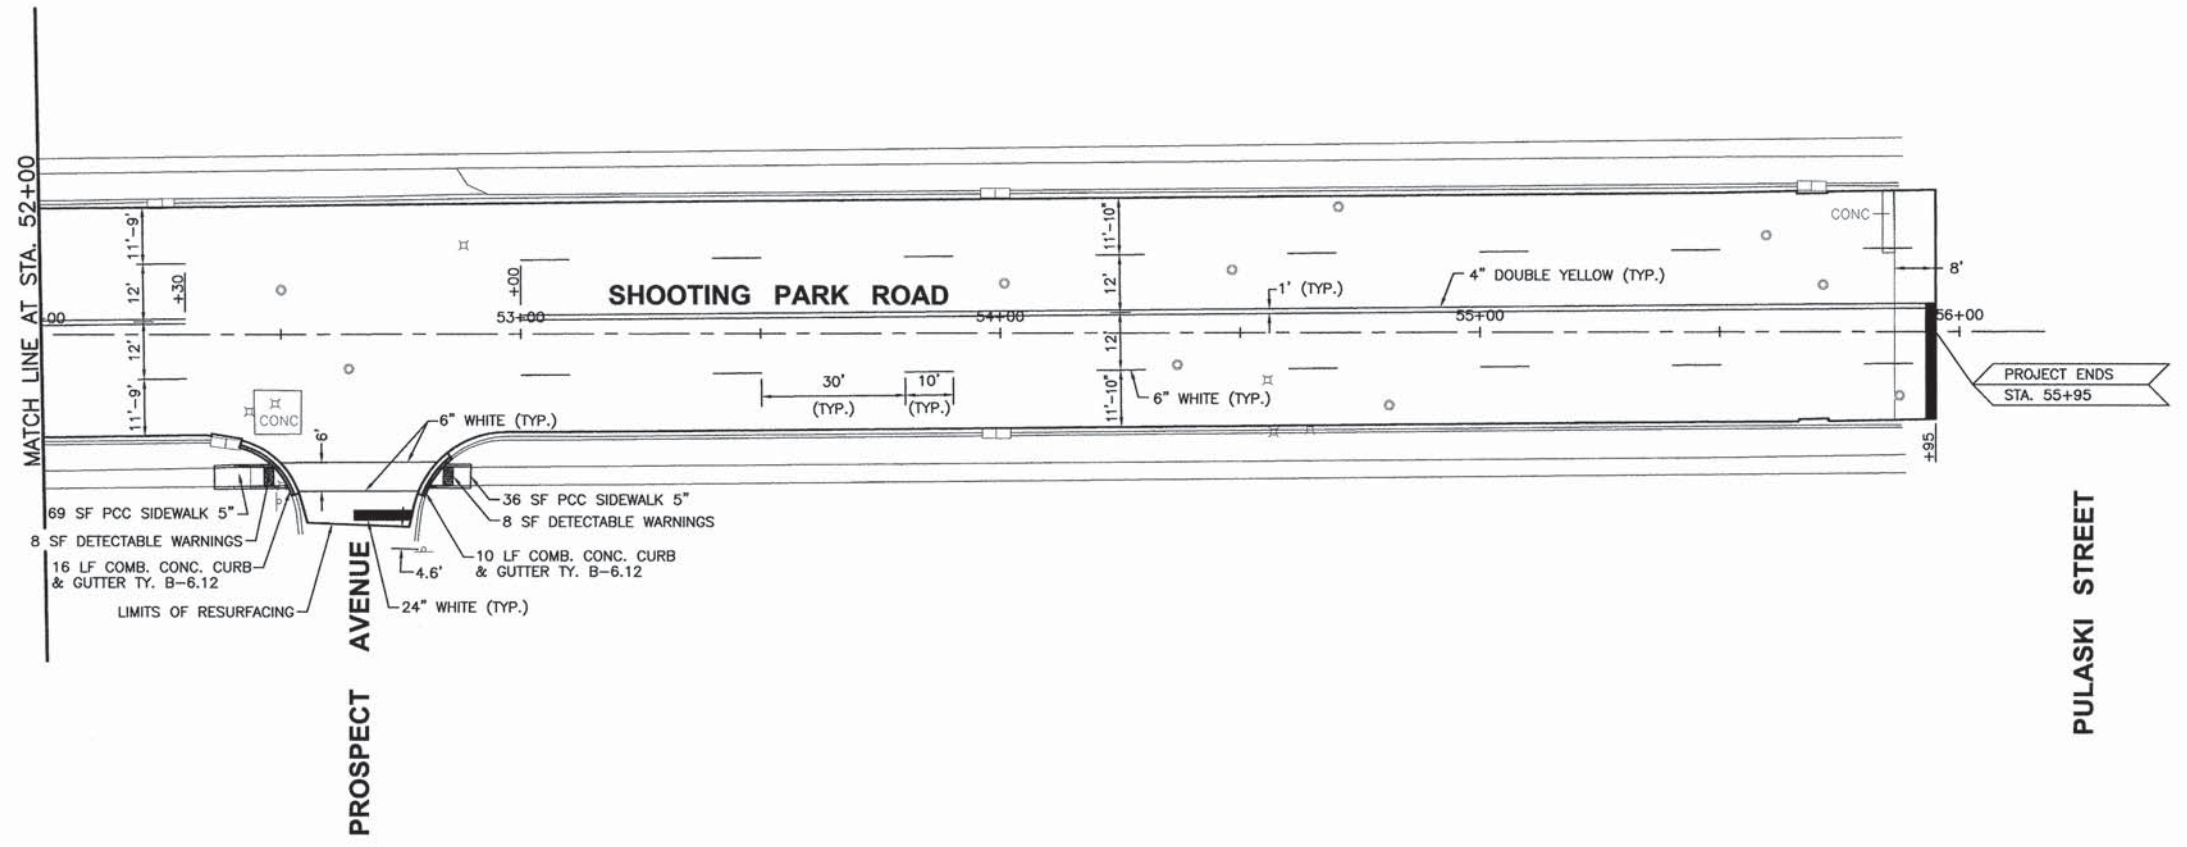 MATCH LINE AT STA. 52+00
11'-9'
12'
+30
00
12'
11'-9'
CONC
6'
6" WHITE (TYP.)
+00
53+00
SHOOTING PARK ROAD
30'
(TYP.)
10'
(TYP.)
54+00
11'-10"
12'
12'
11'-10"
6" WHITE (TYP.)
1' (TYP.)
4" DOUBLE YELLOW (TYP.)
55+00
CONC
8'
56+00
PROJECT ENDS
STA. 55+95
+95
69 SF PCC SIDEWALK 5"
8 SF DETECTABLE WARNINGS
16 LF COMB. CONC. CURB
& GUTTER TY. B-6.12
LIMITS OF RESURFACING
36 SF PCC SIDEWALK 5"
8 SF DETECTABLE WARNINGS
10 LF COMB. CONC. CURB
& GUTTER TY. B-6.12
4.6'
24" WHITE (TYP.)
PROSPECT AVENUE
PULASKI STREET